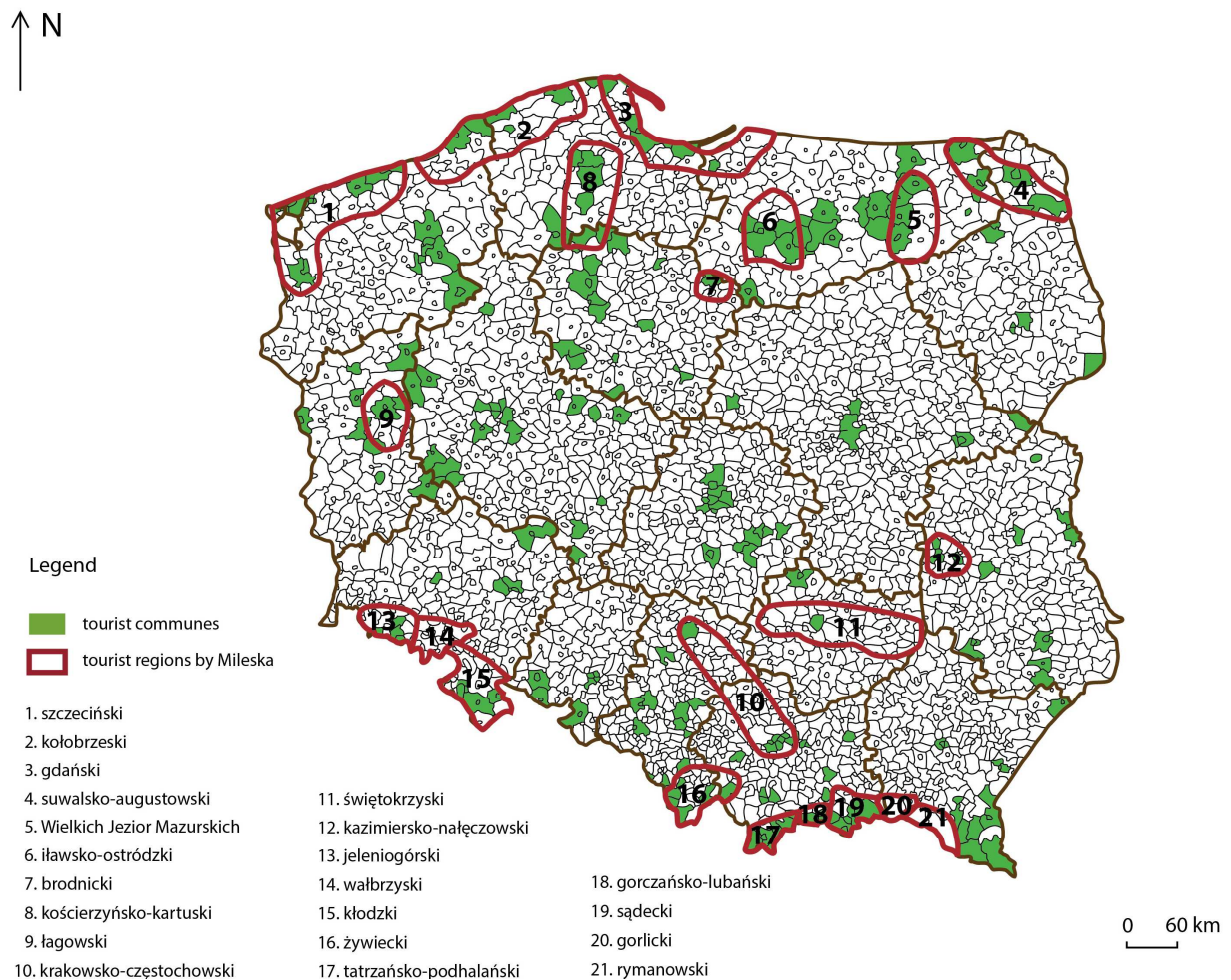 N
1
2
3
4
5
6
7
8
9
10
11
12
13
14
15
16
17
18
19
20
21
Legend
tourist communes
tourist regions by Mileska
1. szczeciński
2. kołobrzeski
3. gdański
4. suwalsko-augustowski
5. Wielkich Jezior Mazurskich
6. iławsko-ostródzki
7. brodnicki
8. kościerzyńsko-kartuski
9. łagowski
10. krakowsko-częstochowski
11. świętokrzyski
12. kazimiersko-nałęczowski
13. jeleniogórski
14. wałbrzyski
15. kłodzki
16. żywiecki
17. tatrzańsko-podhalański
18. gorczańsko-lubański
19. sądecki
20. gorlicki
21. rymanowski
0 60 km